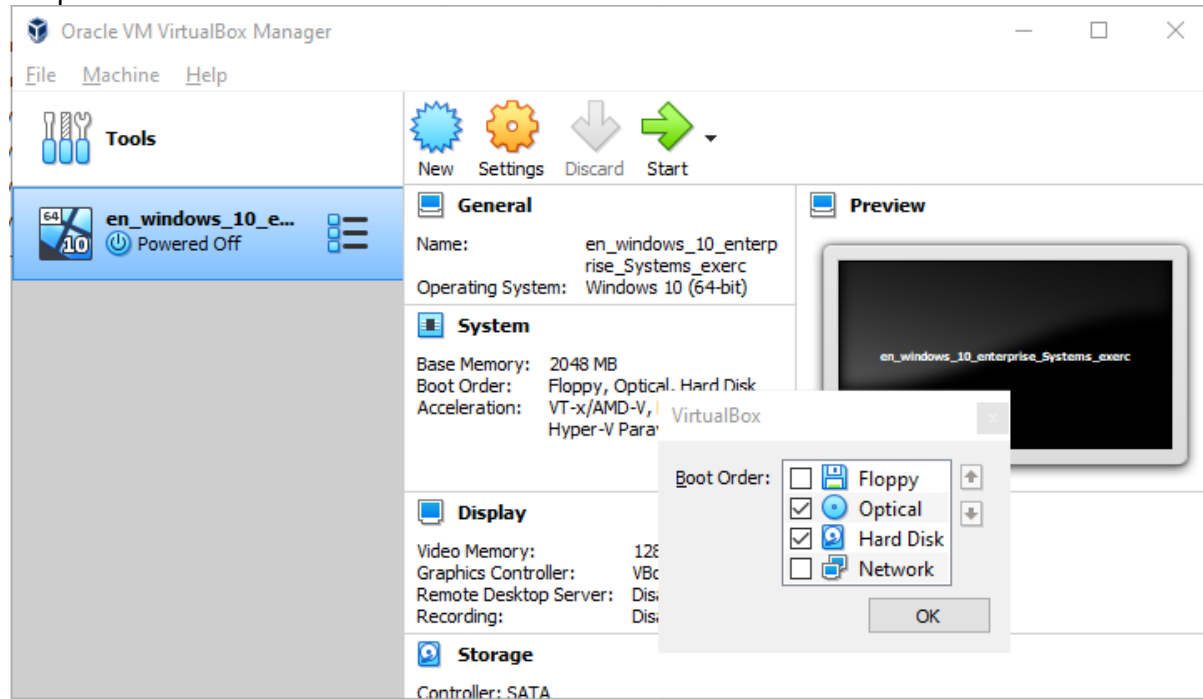 Oracle VM VirtualBox Manager
File Machine Help
Tools
New Settings Discard Start
64
10
en_windows_10_e...
Powered Off
General
Name: en_windows_10_enterp
rise_Systems_exerc
Operating System: Windows 10 (64-bit)
System
Base Memory: 2048 MB
Boot Order: Floppy, Optical, Hard Disk
Acceleration: VT-x/AMD-V,
Hyper-V Para
Display
Video Memory: 128
Graphics Controller:
Remote Desktop Server:
Recording:
Storage
Controller: SATA
Preview
en_windows_10_enterprise_Systems_exerc
VirtualBox
x
Boot Order:
Floppy
Optical
Hard Disk
Network
OK